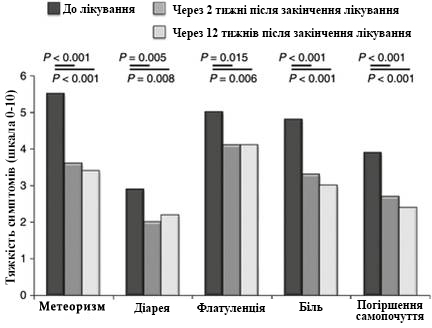 До лікування
Через 2 тижні після закінчення лікування
Через 12 тижнів після закінчення лікування
P < 0.001 P = 0.005 P = 0.015 P < 0.001 P < 0.001
P < 0.001 P = 0.008 P = 0.006 P < 0.001 P < 0.001
Тяжкість симптомів (шкала 0-10)
6
5
4
3
2
1
0
Метеоризм Діарея Флатуленція Біль Погіршення
самопочуття